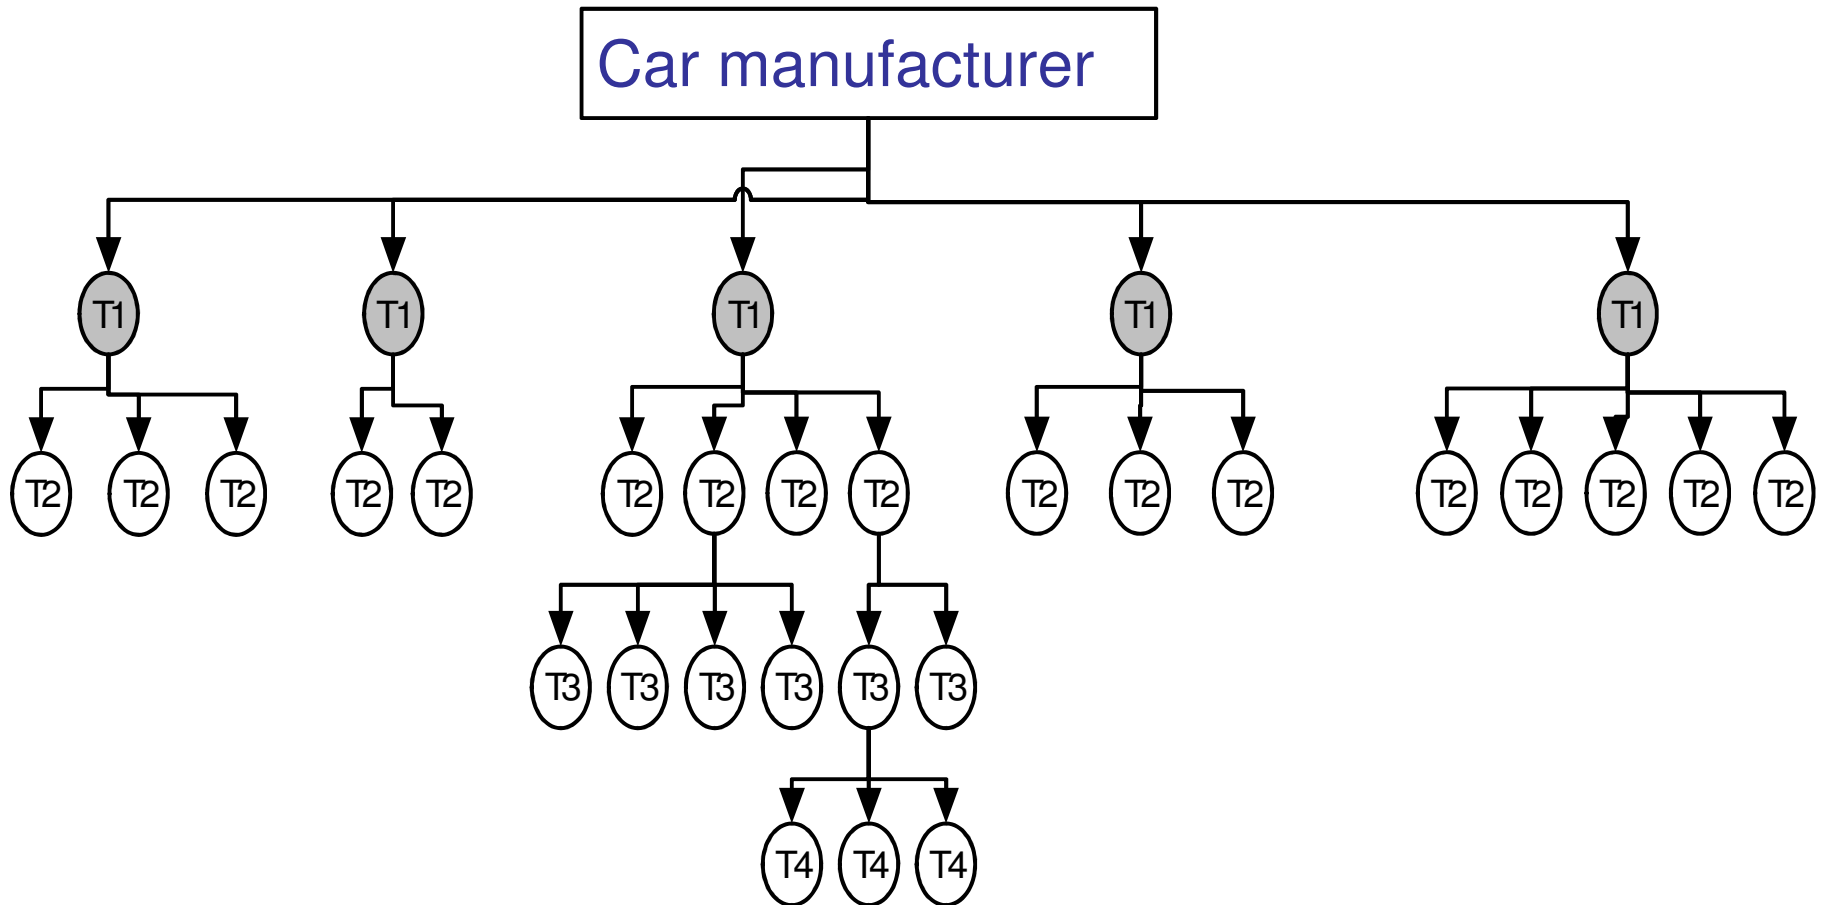 Car manufacturer
T1 T1 T1 T1 T1
T2 T2 T2 T2 T2 T2 T2 T2 T2 T2 T2 T2 T2 T2 T2 T2 T2
T3 T3 T3 T3 T3 T3
T4 T4 T4